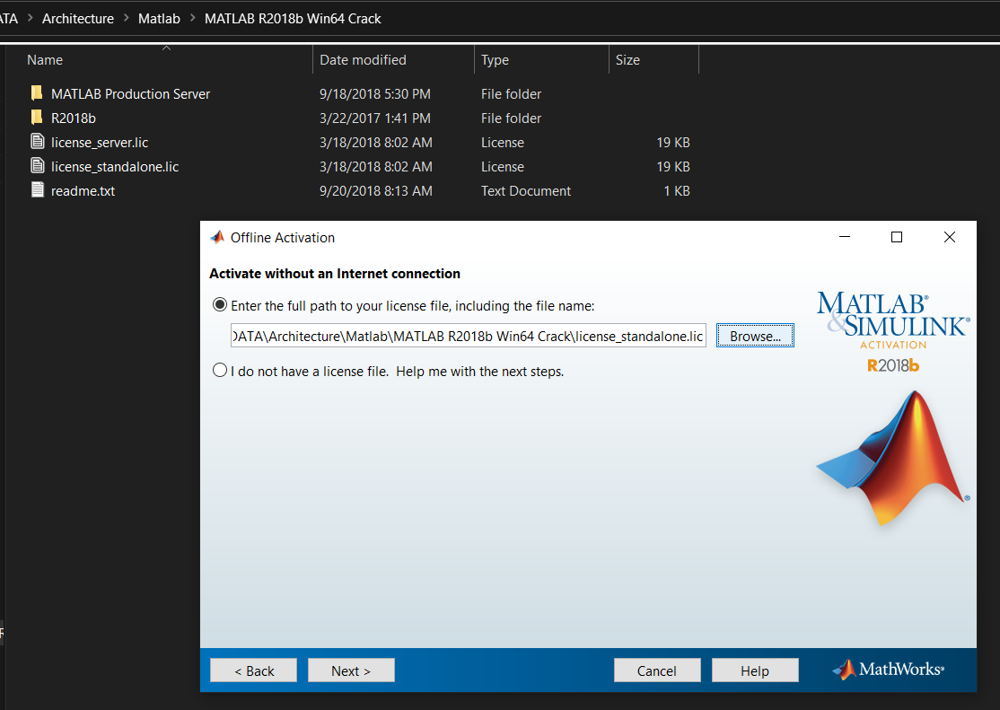 ATA > Architecture > Matlab > MATLAB R2018b Win64 Crack
Name Date modified Type Size
MATLAB Production Server 9/18/2018 5:30 PM File folder
R2018b 3/22/2017 1:41 PM File folder
license_server.lic 3/18/2018 8:02 AM License 19 KB
license_standalone.lic 3/18/2018 8:02 AM License 19 KB
readme.txt 9/20/2018 8:13 AM Text Document 1 KB
Offline Activation
Activate without an Internet connection
Enter the full path to your license file, including the file name:
DATA\Architecture\Matlab\MATLAB R2018b Win64 Crack\license_standalone.lic Browse...
I do not have a license file. Help me with the next steps.
MATLAB®
&SIMULINK®
ACTIVATION
R2018b
®
< Back Next > Cancel Help MathWorks®